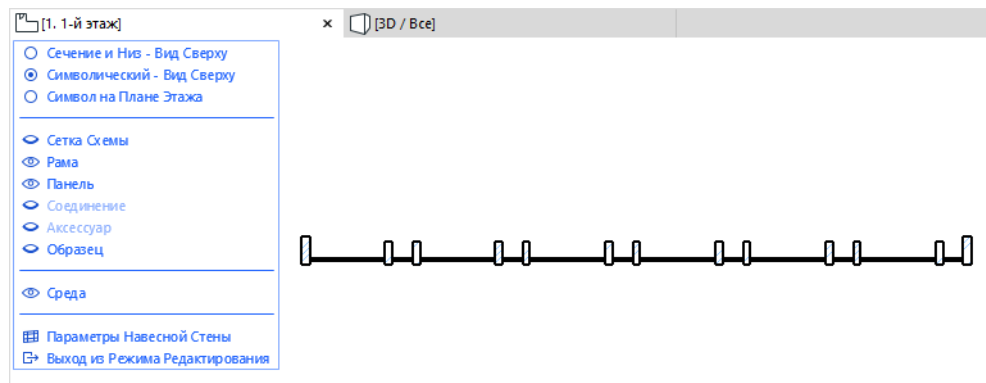 [1. 1-й этаж]
[3D / Все]
Сечение и Низ - Вид Сверху
Символический - Вид Сверху
Символ на Плане Этажа
Сетка Схемы
Рама
Панель
Соединение
Аксессуар
Образец
Среда
Параметры Навесной Стены
Выход из Режима Редактирования